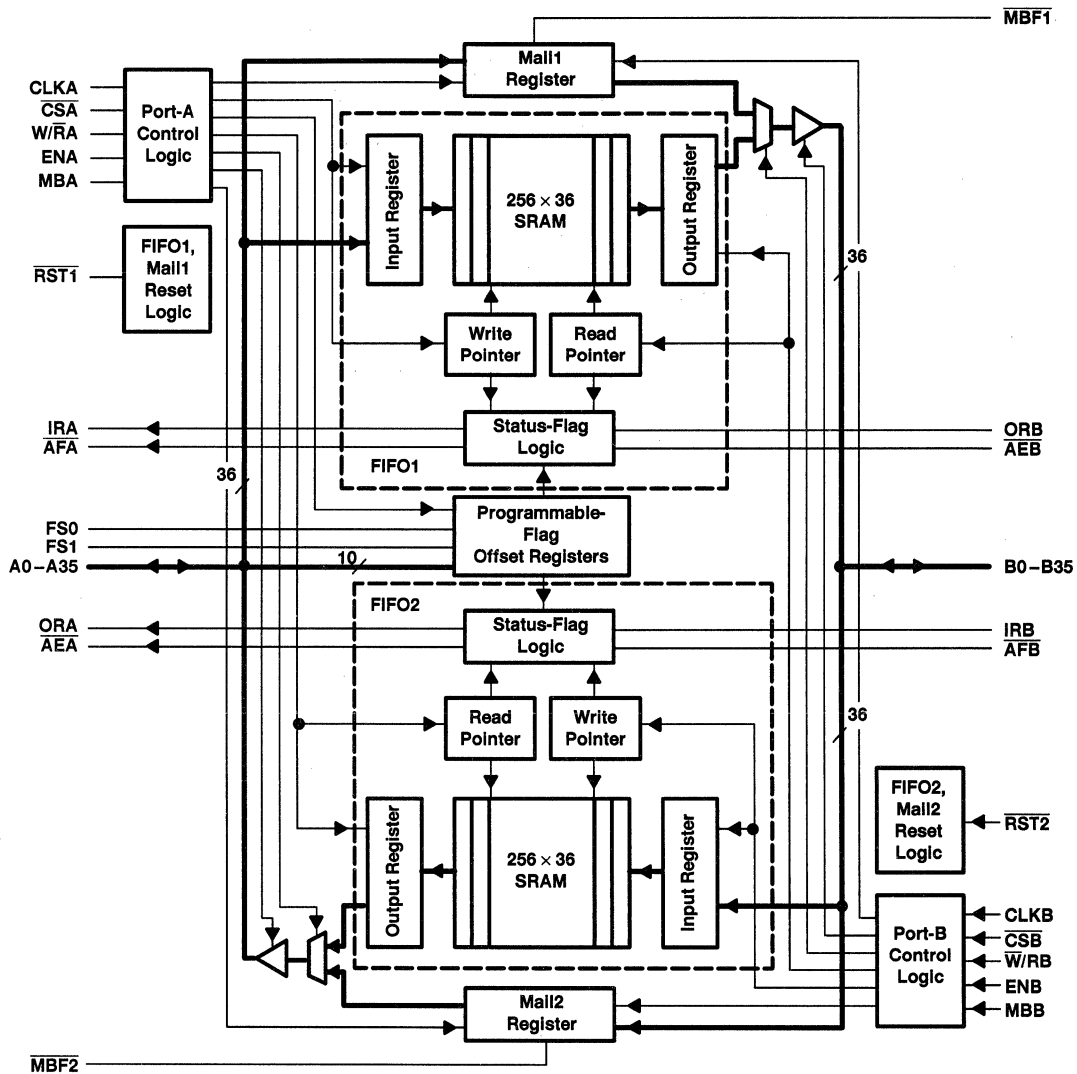 MBF1
Mail1
Register
CLKA
CSA
W/RA
ENA
MBA
Port-A
Control
Logic
RST1
FIFO1,
Mail1
Reset
Logic
Input Register
256 × 36
SRAM
Output Register
36
Write
Pointer
Read
Pointer
IRA
AFA
Status-Flag
Logic
ORB
AEB
FIFO1
36
FS0
FS1
A0–A35
10
Programmable-
Flag
Offset Registers
B0–B35
FIFO2
ORA
AEA
Status-Flag
Logic
IRB
AFB
Read
Pointer
Write
Pointer
36
Output Register
256 × 36
SRAM
Input Register
FIFO2,
Mail2
Reset
Logic
RST2
Port-B
Control
Logic
CLKB
CSB
W/RB
ENB
MBB
Mail2
Register
MBF2